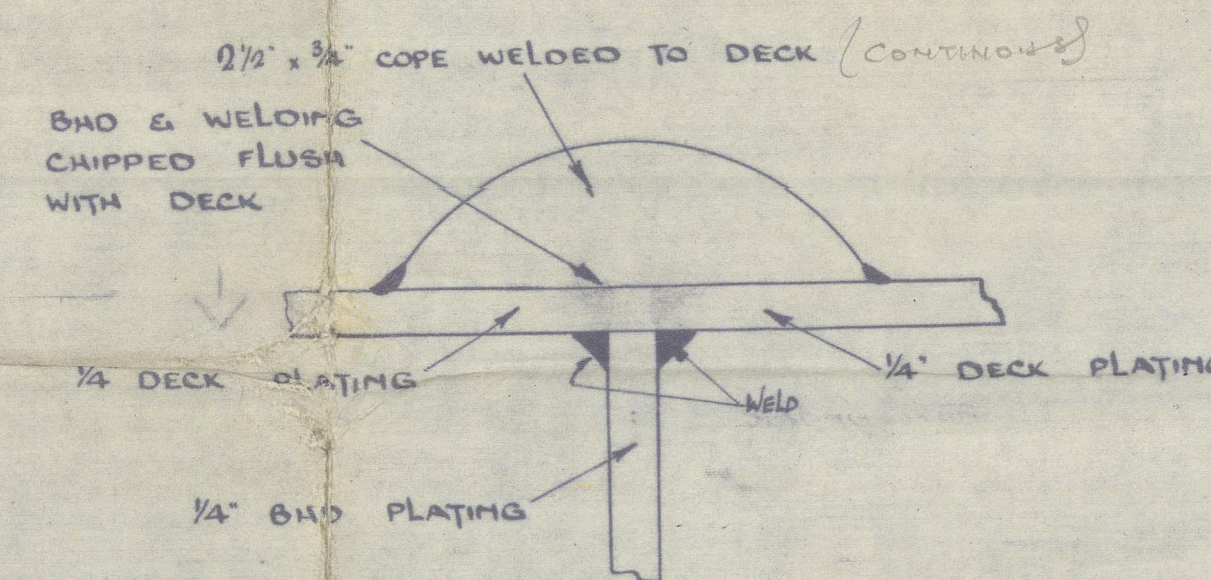 2½" x ¾" COPE WELDED TO DECK (CONTINOUS)
BHD & WELDING
CHIPPED FLUSH
WITH DECK
¼ DECK PLATING
¼" DECK PLATING
WELD
¼" BHD PLATING